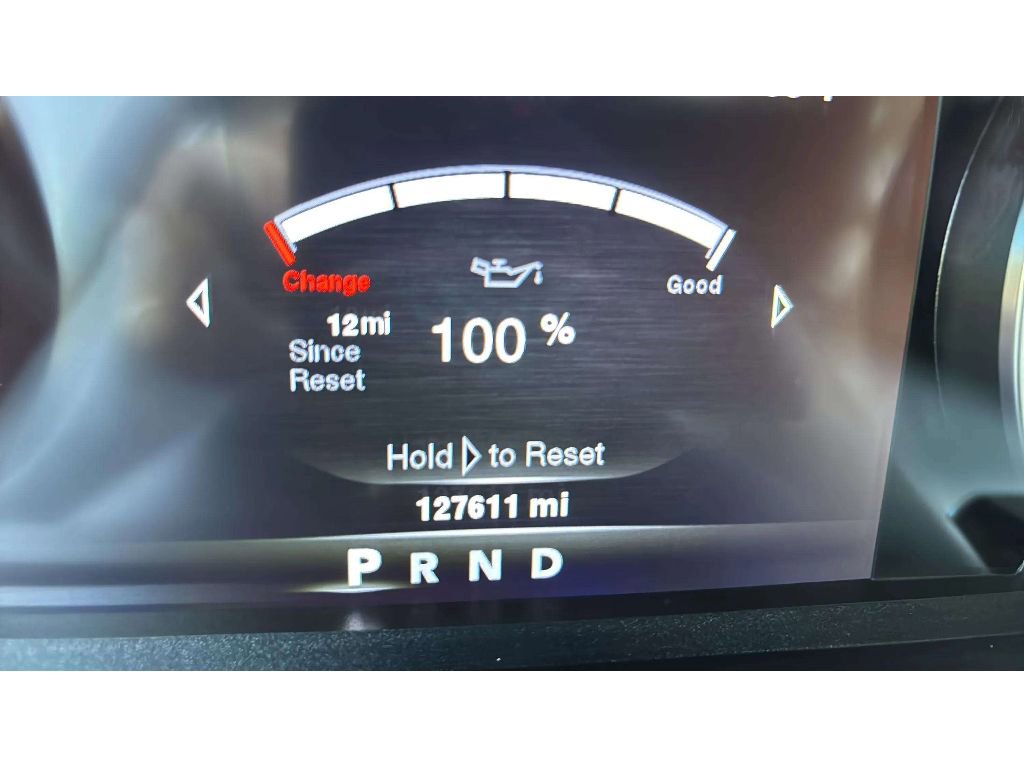 Change
Good
12mi
100 %
Since
Reset
Hold ▷ to Reset
127611 mi
P R N D